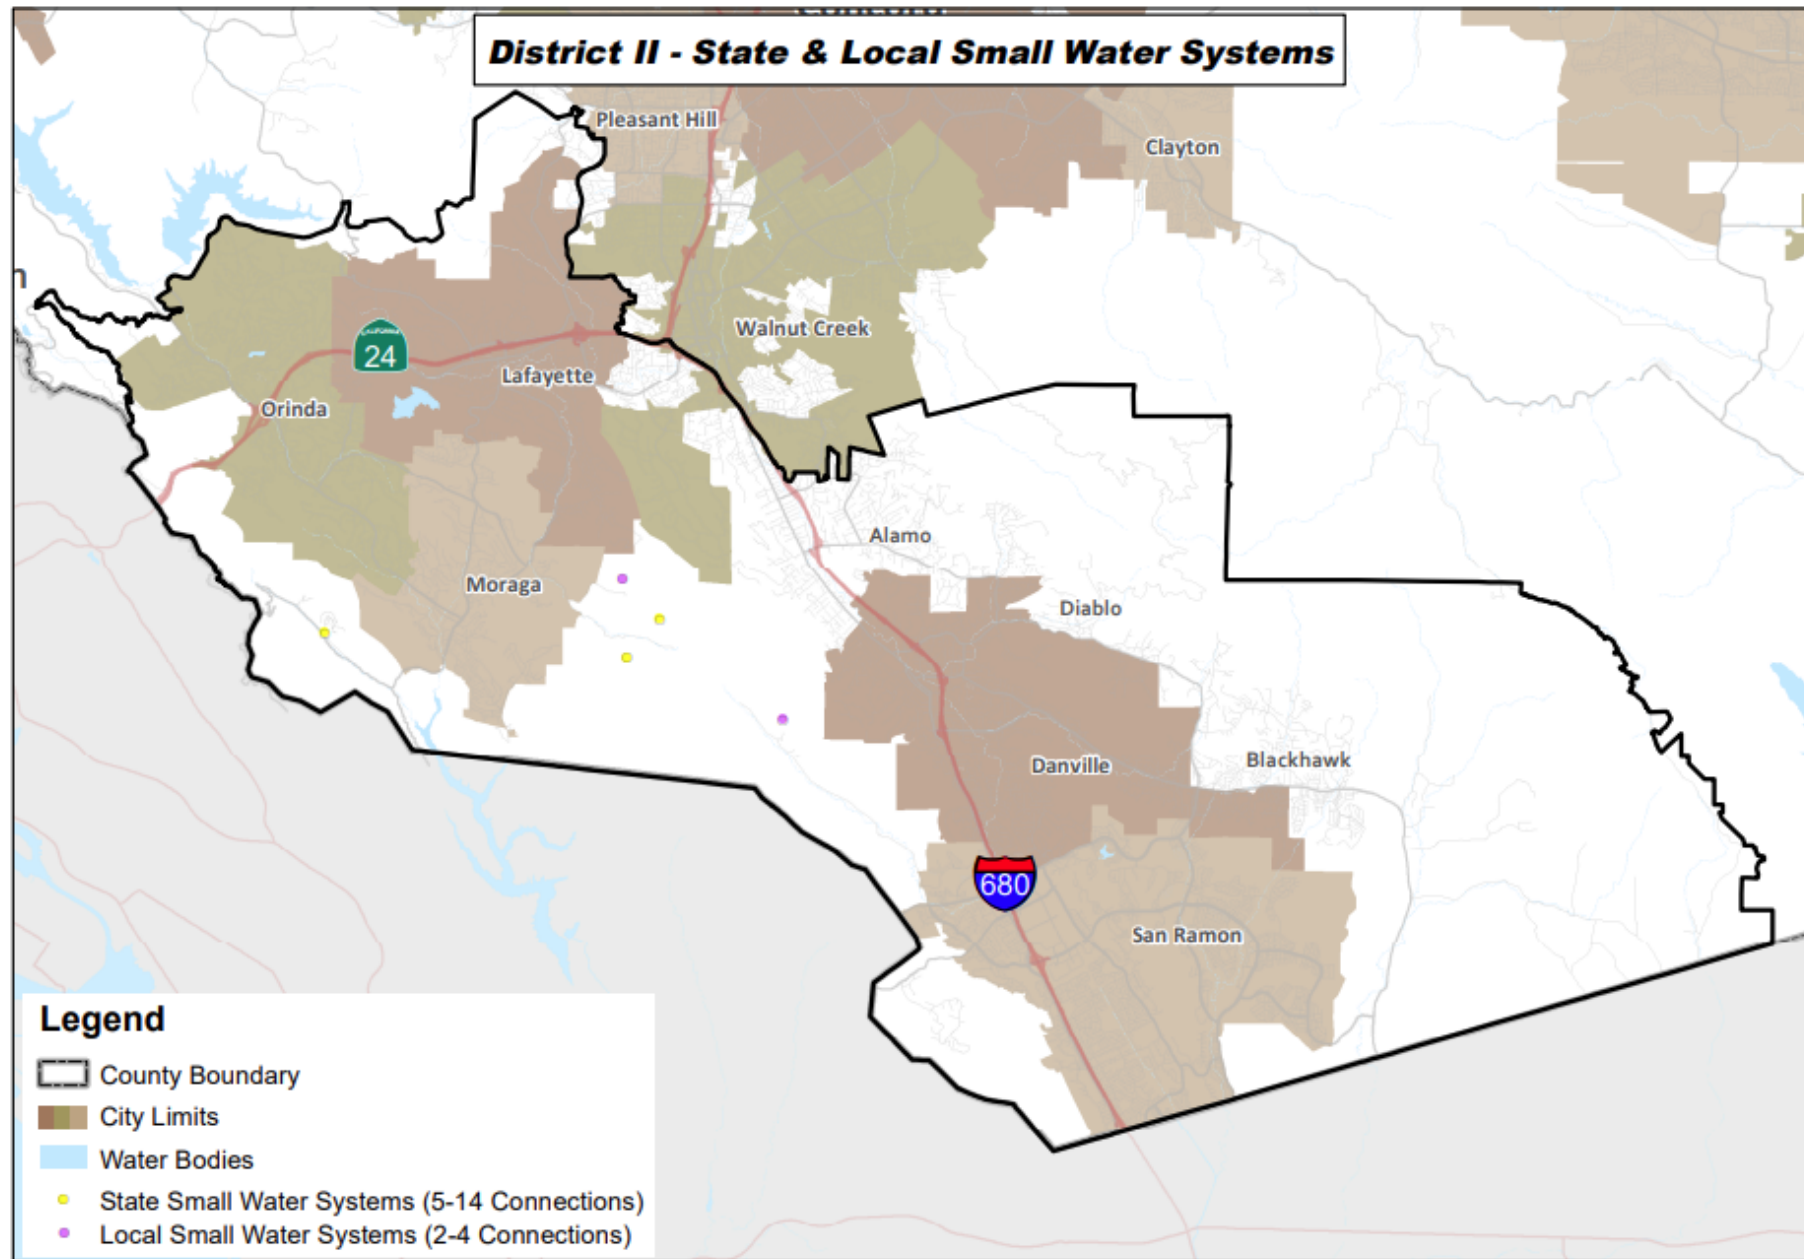 District II - State & Local Small Water Systems
Pleasant Hill
Clayton
Walnut Creek
CALIFORNIA
24
Lafayette
Orinda
Alamo
Moraga
Diablo
Danville
Blackhawk
680
San Ramon
Legend
County Boundary
City Limits
Water Bodies
State Small Water Systems (5-14 Connections)
Local Small Water Systems (2-4 Connections)